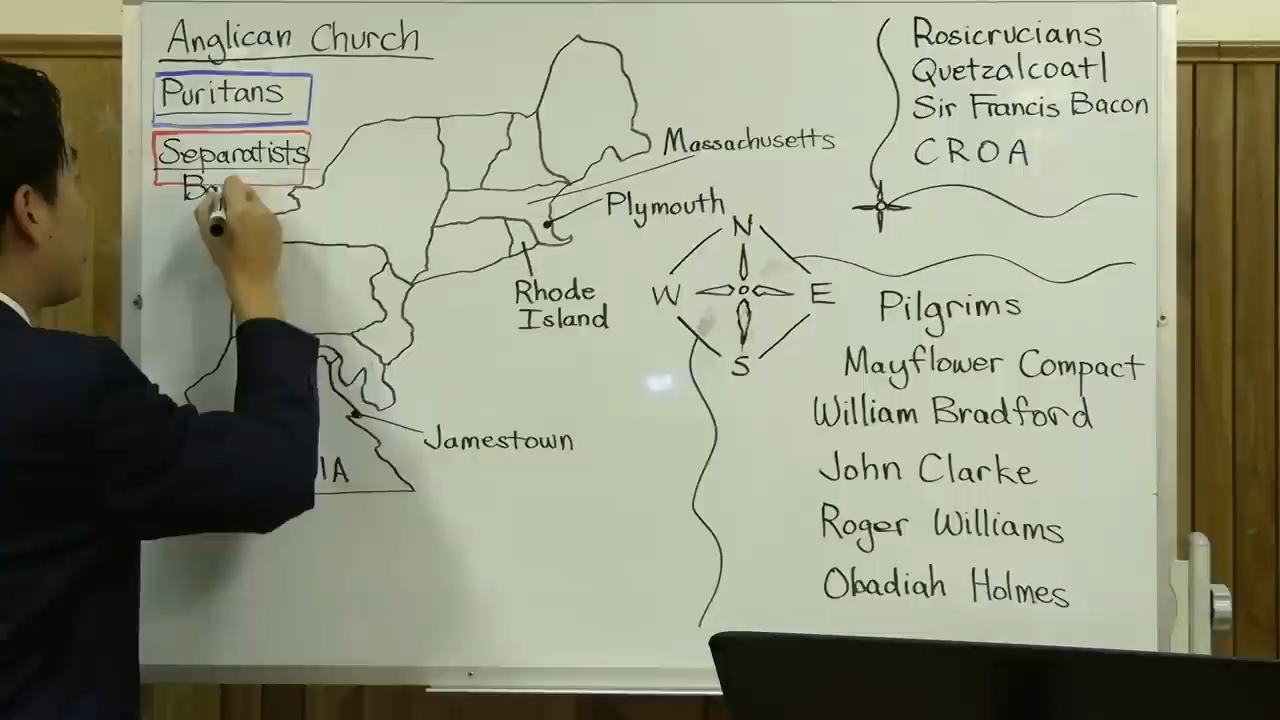 Anglican Church
Puritans
Separatists
Massachusetts
Plymouth
Rhode
Island
Jamestown
IA
N
W
E
S
Rosicrucians
Quetzalcoatl
Sir Francis Bacon
CROA
Pilgrims
Mayflower Compact
William Bradford
John Clarke
Roger Williams
Obadiah Holmes